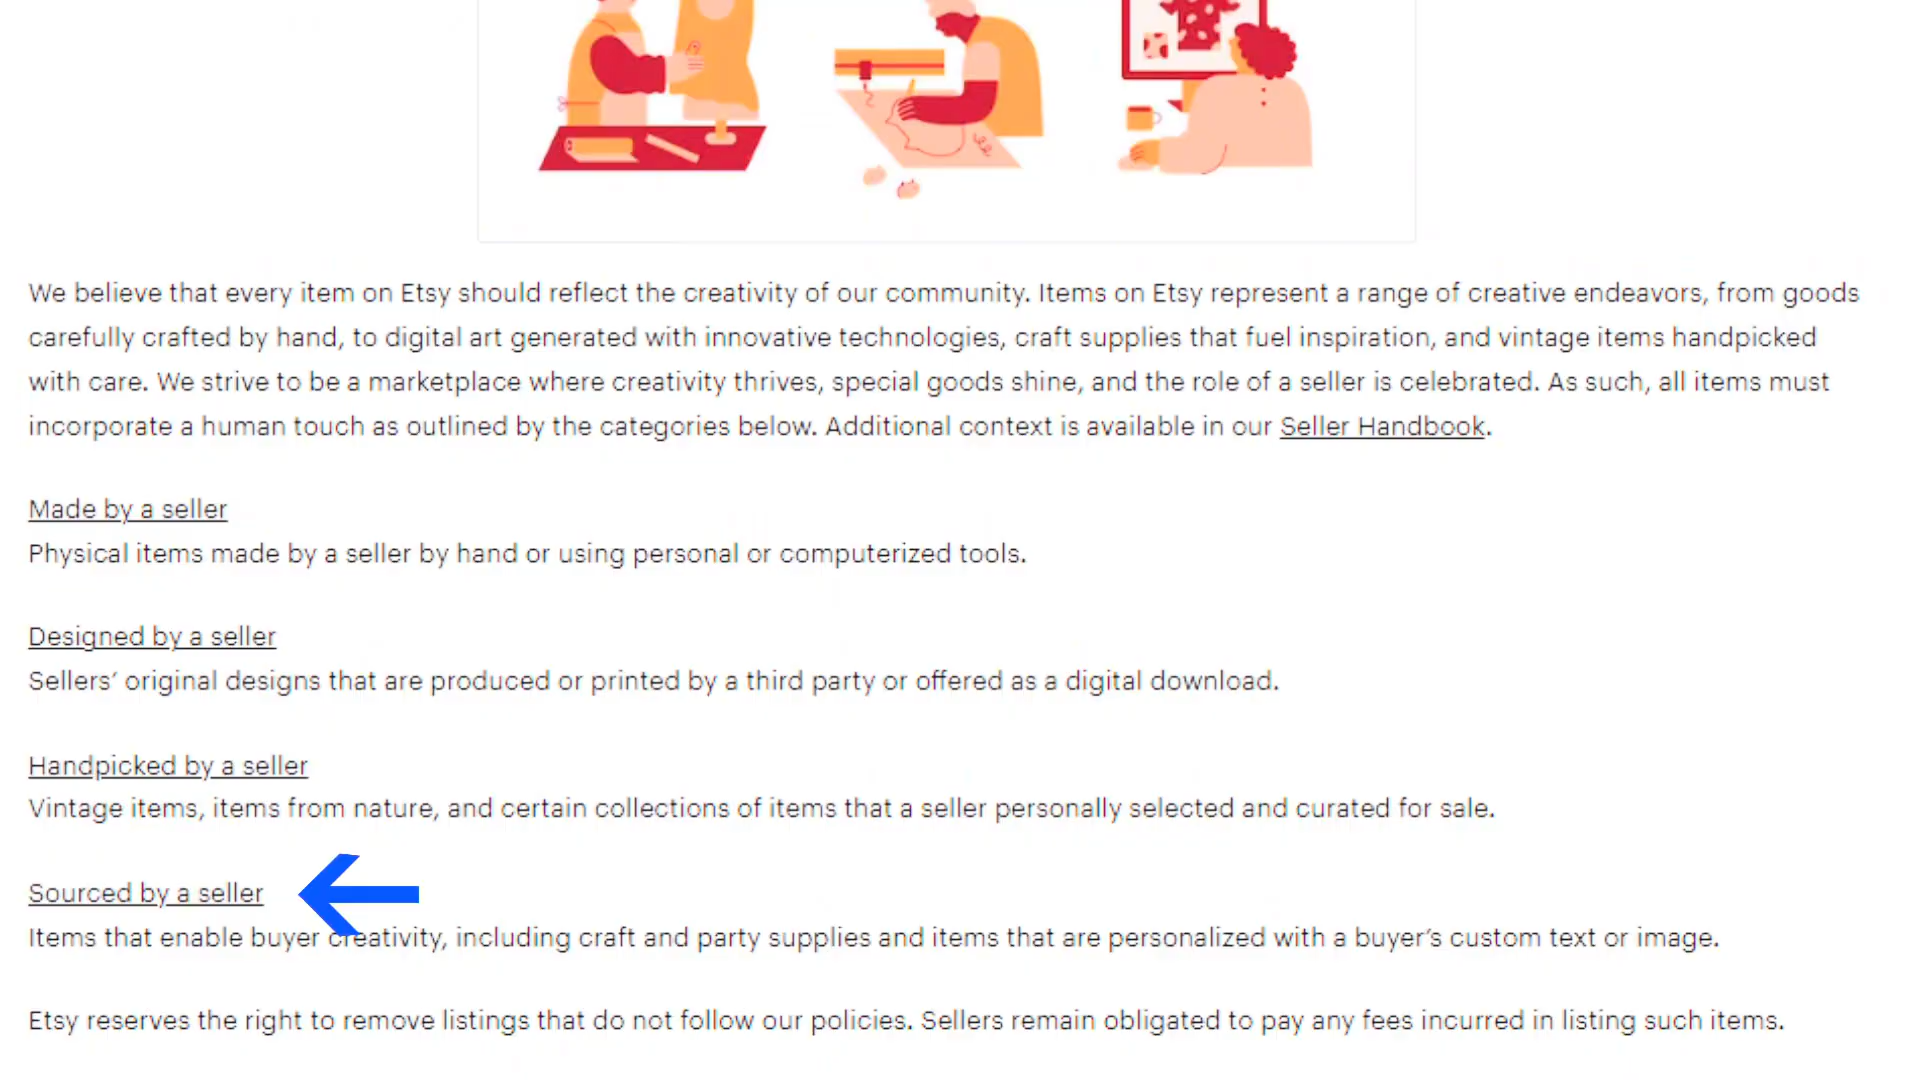 We believe that every item on Etsy should reflect the creativity of our community. Items on Etsy represent a range of creative endeavors, from goods
carefully crafted by hand, to digital art generated with innovative technologies, craft supplies that fuel inspiration, and vintage items handpicked
with care. We strive to be a marketplace where creativity thrives, special goods shine, and the role of a seller is celebrated. As such, all items must
incorporate a human touch as outlined by the categories below. Additional context is available in our Seller Handbook.
Made by a seller
Physical items made by a seller by hand or using personal or computerized tools.
Designed by a seller
Sellers’ original designs that are produced or printed by a third party or offered as a digital download.
Handpicked by a seller
Vintage items, items from nature, and certain collections of items that a seller personally selected and curated for sale.
Sourced by a seller
Items that enable buyer creativity, including craft and party supplies and items that are personalized with a buyer’s custom text or image.
Etsy reserves the right to remove listings that do not follow our policies. Sellers remain obligated to pay any fees incurred in listing such items.